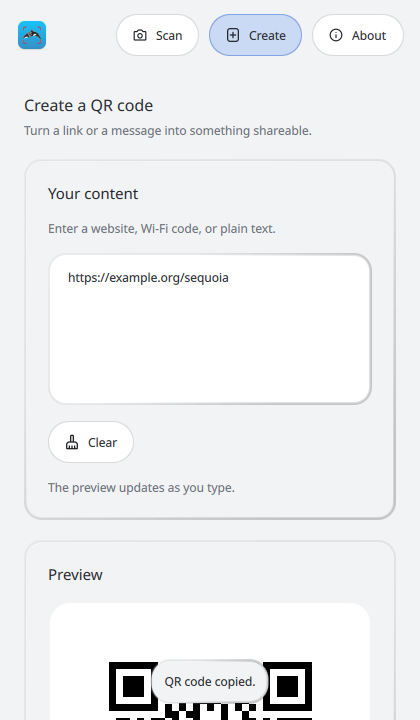 Scan
Create
About
Create a QR code
Turn a link or a message into something shareable.
Your content
Enter a website, Wi-Fi code, or plain text.
https://example.org/sequoia
Clear
The preview updates as you type.
Preview
QR code copied.